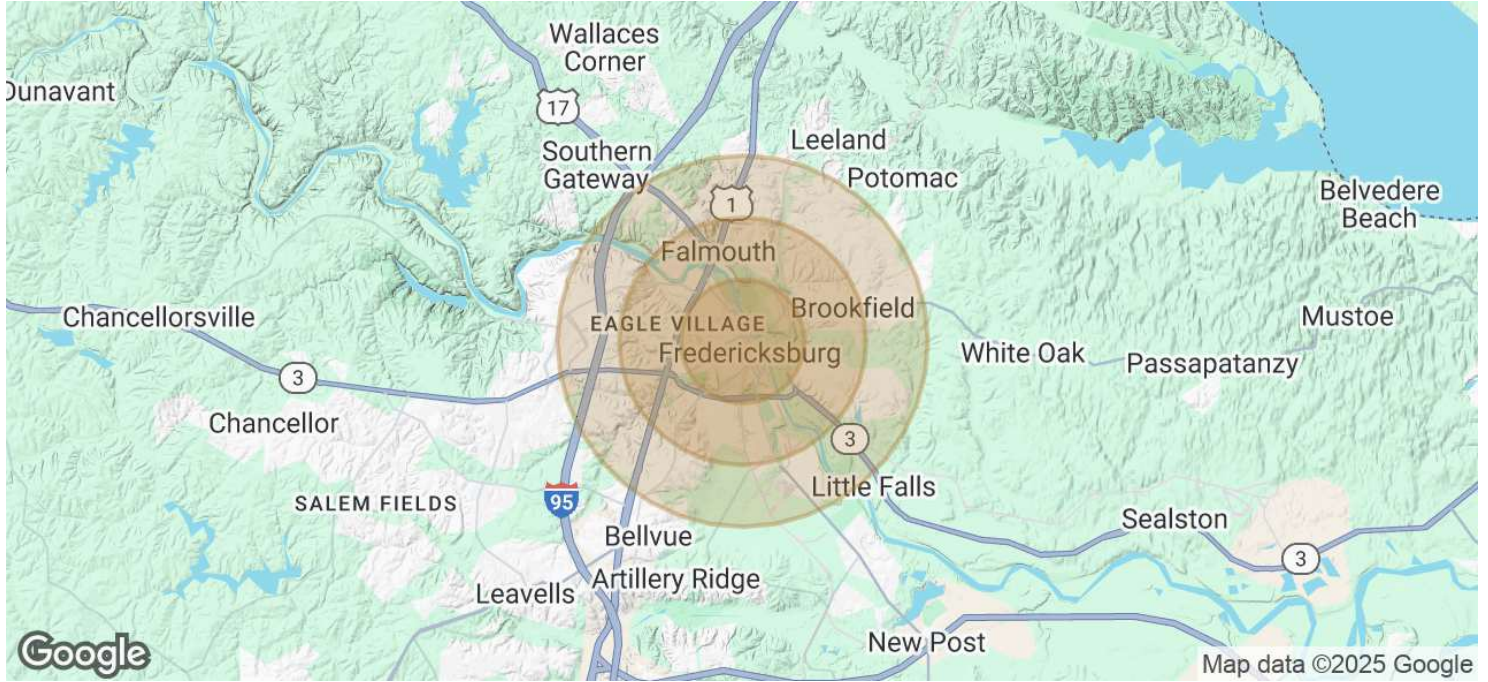 Wallaces
Corner
Dunavant
17
Leeland
Southern
Gateway
Potomac
Belvedere
Beach
1
Falmouth
Brookfield
Chancellorsville
EAGLE VILLAGE
Mustoe
Fredericksburg
White Oak
Passapatanzy
3
Chancellor
3
Little Falls
SALEM FIELDS
95
Sealston
Bellvue
3
Artillery Ridge
Leavells
New Post
Google
Map data ©2025 Google